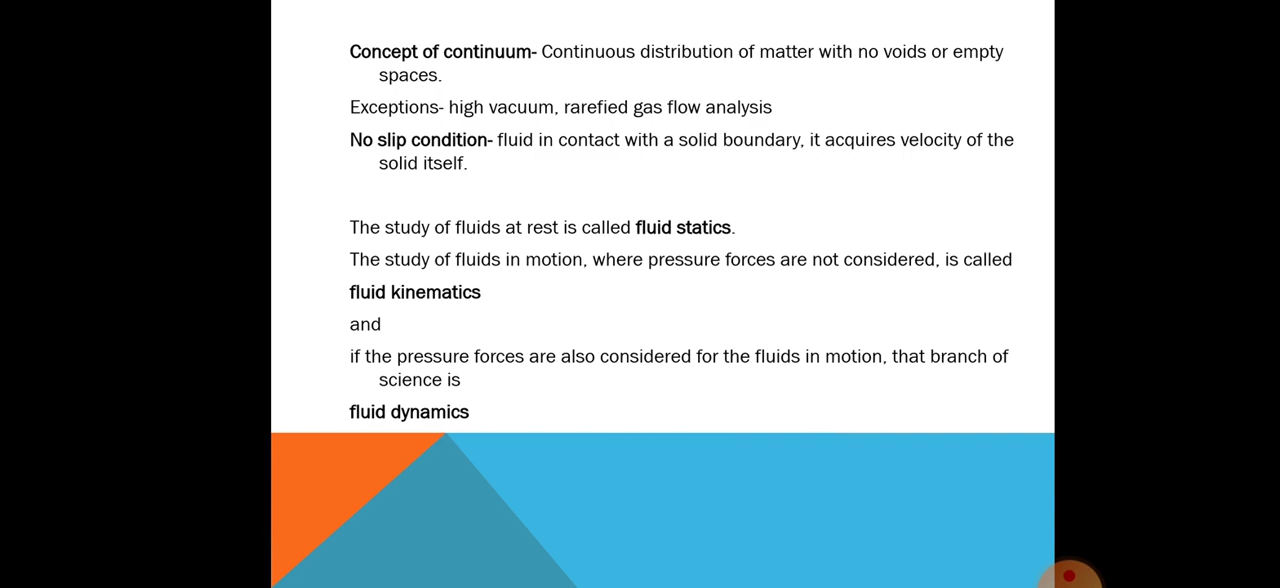 Concept of continuum- Continuous distribution of matter with no voids or empty
spaces.
Exceptions- high vacuum, rarefied gas flow analysis
No slip condition- fluid in contact with a solid boundary, it acquires velocity of the
solid itself.
The study of fluids at rest is called fluid statics.
The study of fluids in motion, where pressure forces are not considered, is called
fluid kinematics
and
if the pressure forces are also considered for the fluids in motion, that branch of
science is
fluid dynamics